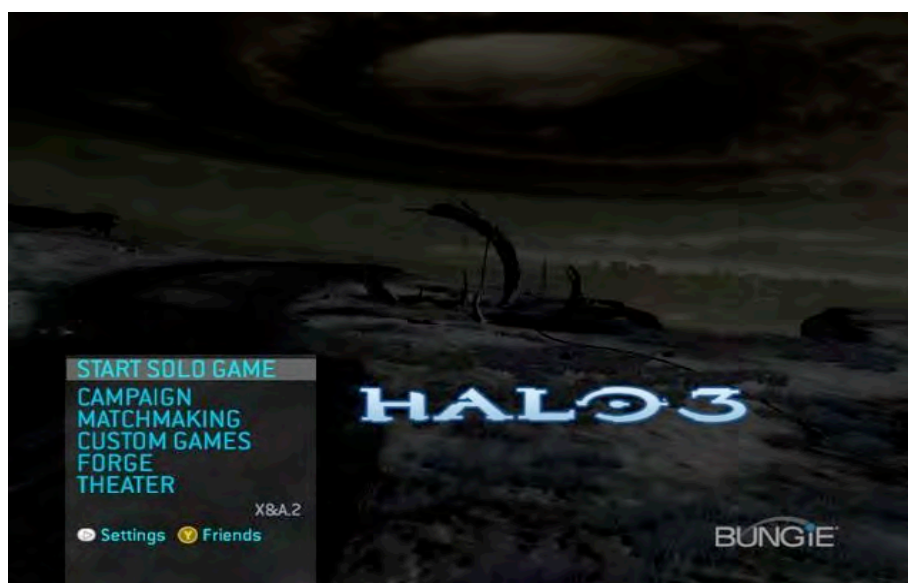 START SOLO GAME
CAMPAIGN
MATCHMAKING
CUSTOM GAMES
FORGE
THEATER
X&A.2
Settings Y Friends
HALO 3
BUNGiE